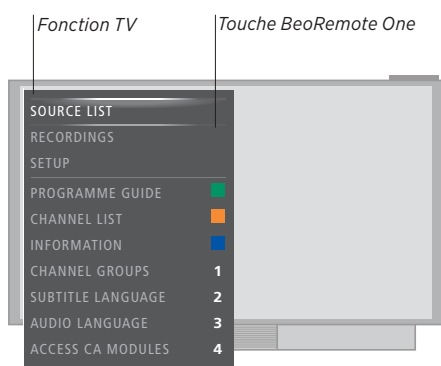 Fonction TV
Touche BeoRemote One
SOURCE LIST
RECORDINGS
SETUP
PROGRAMME GUIDE
CHANNEL LIST
INFORMATION
CHANNEL GROUPS 1
SUBTITLE LANGUAGE 2
AUDIO LANGUAGE 3
ACCESS CA MODULES 4